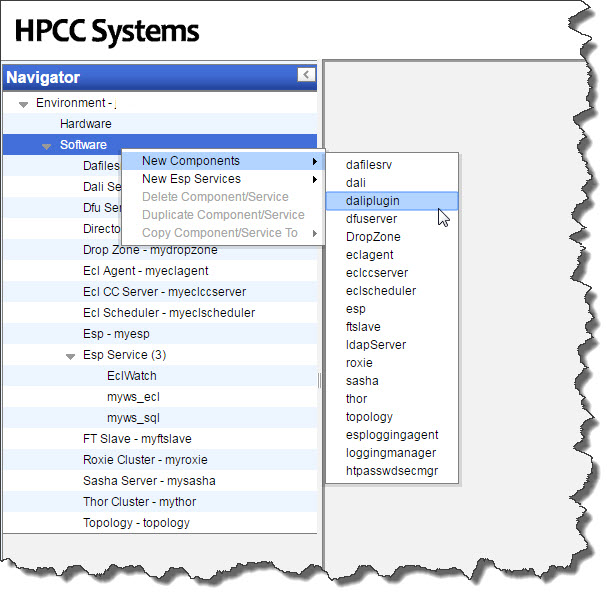 HPCC Systems
Navigator
Environment -
Hardware
Software
New Components
New Esp Services
Delete Component/Service
Duplicate Component/Service
Copy Component/Service To
dafilesrv
dali
daliplugin
dfuserver
DropZone
eclagent
eclccserver
eclscheduler
esp
ftslave
ldapServer
roxie
sasha
thor
topology
esploggingagent
loggingmanager
htpasswdsecmgr
Dafiles
Dali Se
Dfu Ser
Directo
Drop Zone - mydropzone
Ecl Agent - myeclagent
Ecl CC Server - myeclccserver
Ecl Scheduler - myeclscheduler
Esp - myesp
Esp Service (3)
EclWatch
myws_ecl
myws_sql
FT Slave - myftslave
Roxie Cluster - myroxie
Sasha Server - mysasha
Thor Cluster - mythor
Topology - topology